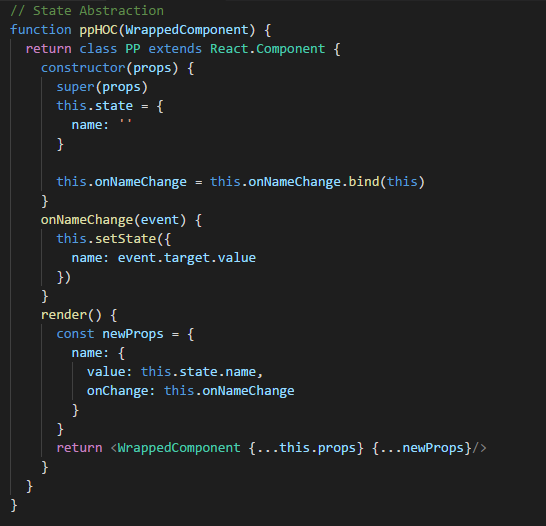 // State Abstraction
function ppHOC(WrappedComponent) {
  return class PP extends React.Component {
    constructor(props) {
      super(props)
      this.state = {
        name: ''
      }

      this.onNameChange = this.onNameChange.bind(this)
    }
    onNameChange(event) {
      this.setState({
        name: event.target.value
      })
    }
    render() {
      const newProps = {
        name: {
          value: this.state.name,
          onChange: this.onNameChange
        }
      }
      return <WrappedComponent {...this.props} {...newProps}/>
    }
  }
}